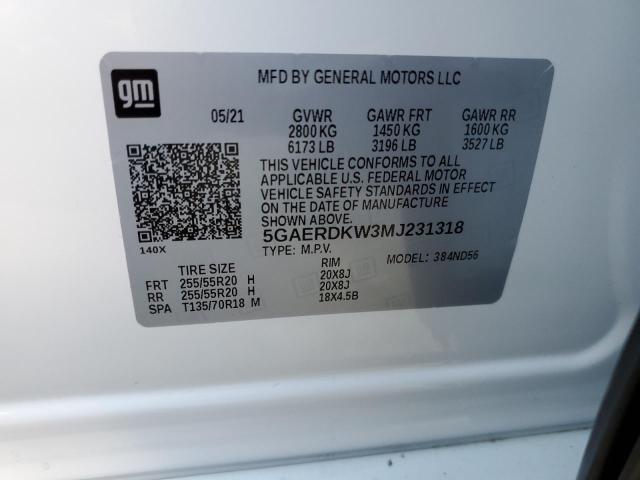 gm
MFD BY GENERAL MOTORS LLC
05/21 GVWR GAWR FRT GAWR RR
2800 KG 1450 KG 1600 KG
6173 LB 3196 LB 3527 LB
THIS VEHICLE CONFORMS TO ALL
APPLICABLE U.S. FEDERAL MOTOR
VEHICLE SAFETY STANDARDS IN EFFECT
ON THE DATE OF MANUFACTURE
SHOWN ABOVE.
140X
5GAERDKW3MJ231318
TYPE: M.P.V. MODEL: 384ND56
TIRE SIZE RIM
FRT 255/55R20 H 20X8J
RR 255/55R20 H 20X8J
SPA T135/70R18 M 18X4.5B